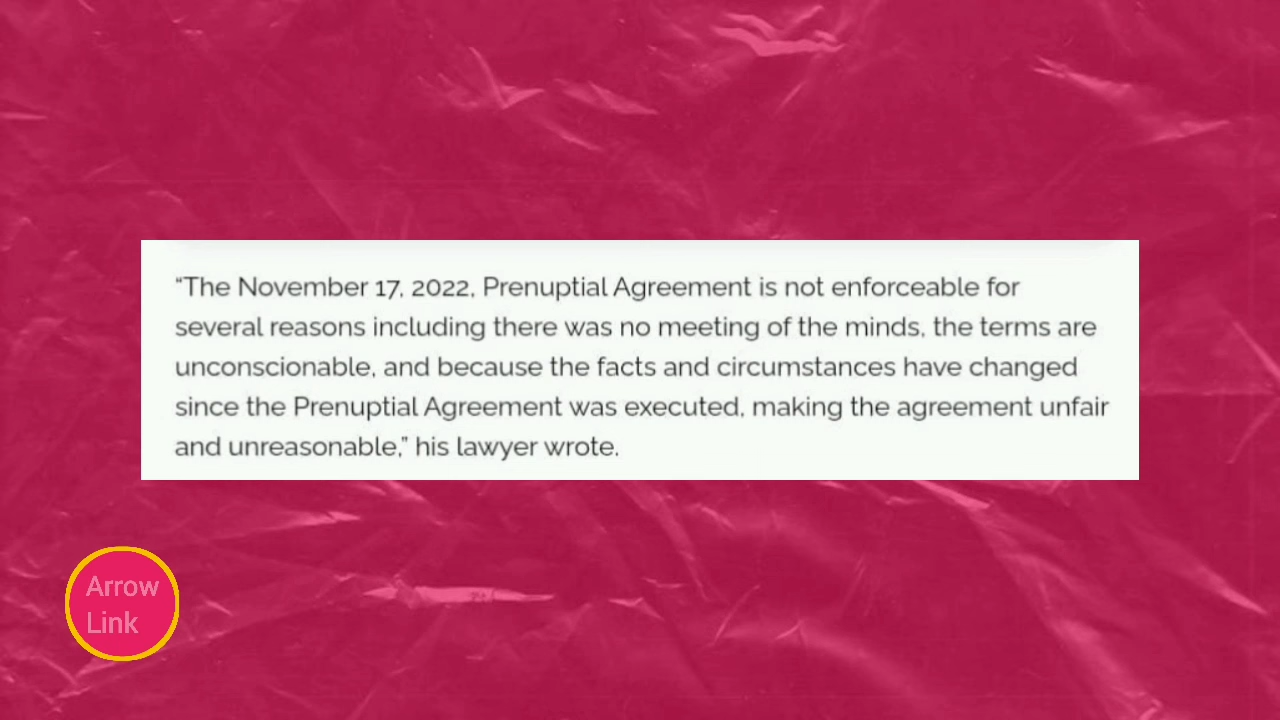 “The November 17, 2022, Prenuptial Agreement is not enforceable for
several reasons including there was no meeting of the minds, the terms are
unconscionable, and because the facts and circumstances have changed
since the Prenuptial Agreement was executed, making the agreement unfair
and unreasonable,” his lawyer wrote.
Arrow
Link